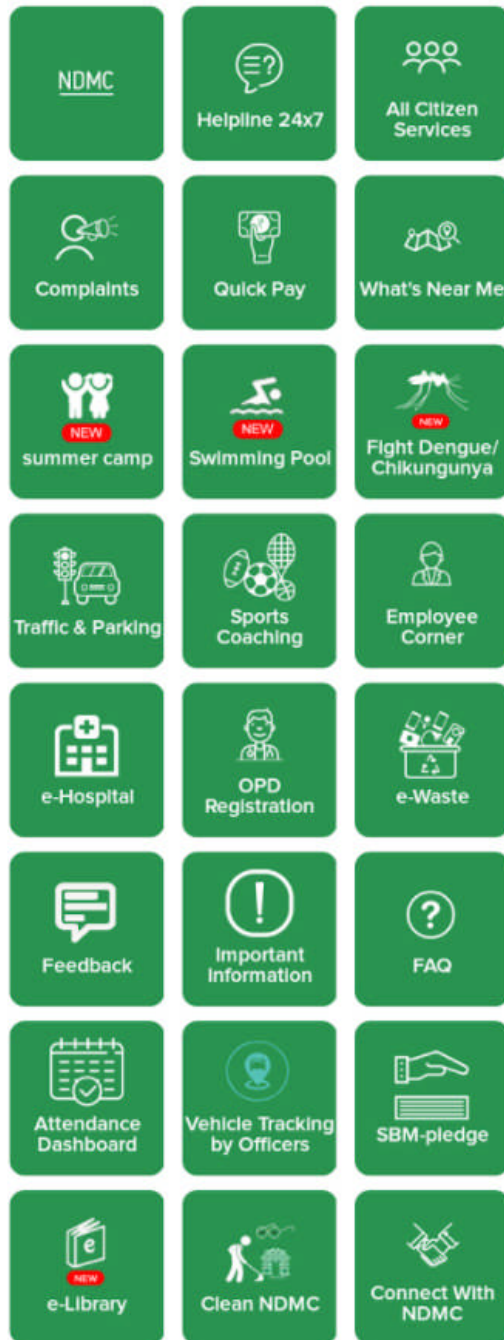 NDMC
Helpline 24x7
All Citizen
Services
Complaints
Quick Pay
What's Near Me
NEW
summer camp
NEW
Swimming Pool
NEW
Fight Dengue/
Chikungunya
Traffic & Parking
Sports
Coaching
Employee
Corner
e-Hospital
OPD
Registration
e-Waste
Feedback
Important
Information
FAQ
Attendance
Dashboard
Vehicle Tracking
by Officers
SBM-pledge
e
NEW
e-Library
Clean NDMC
Connect With
NDMC